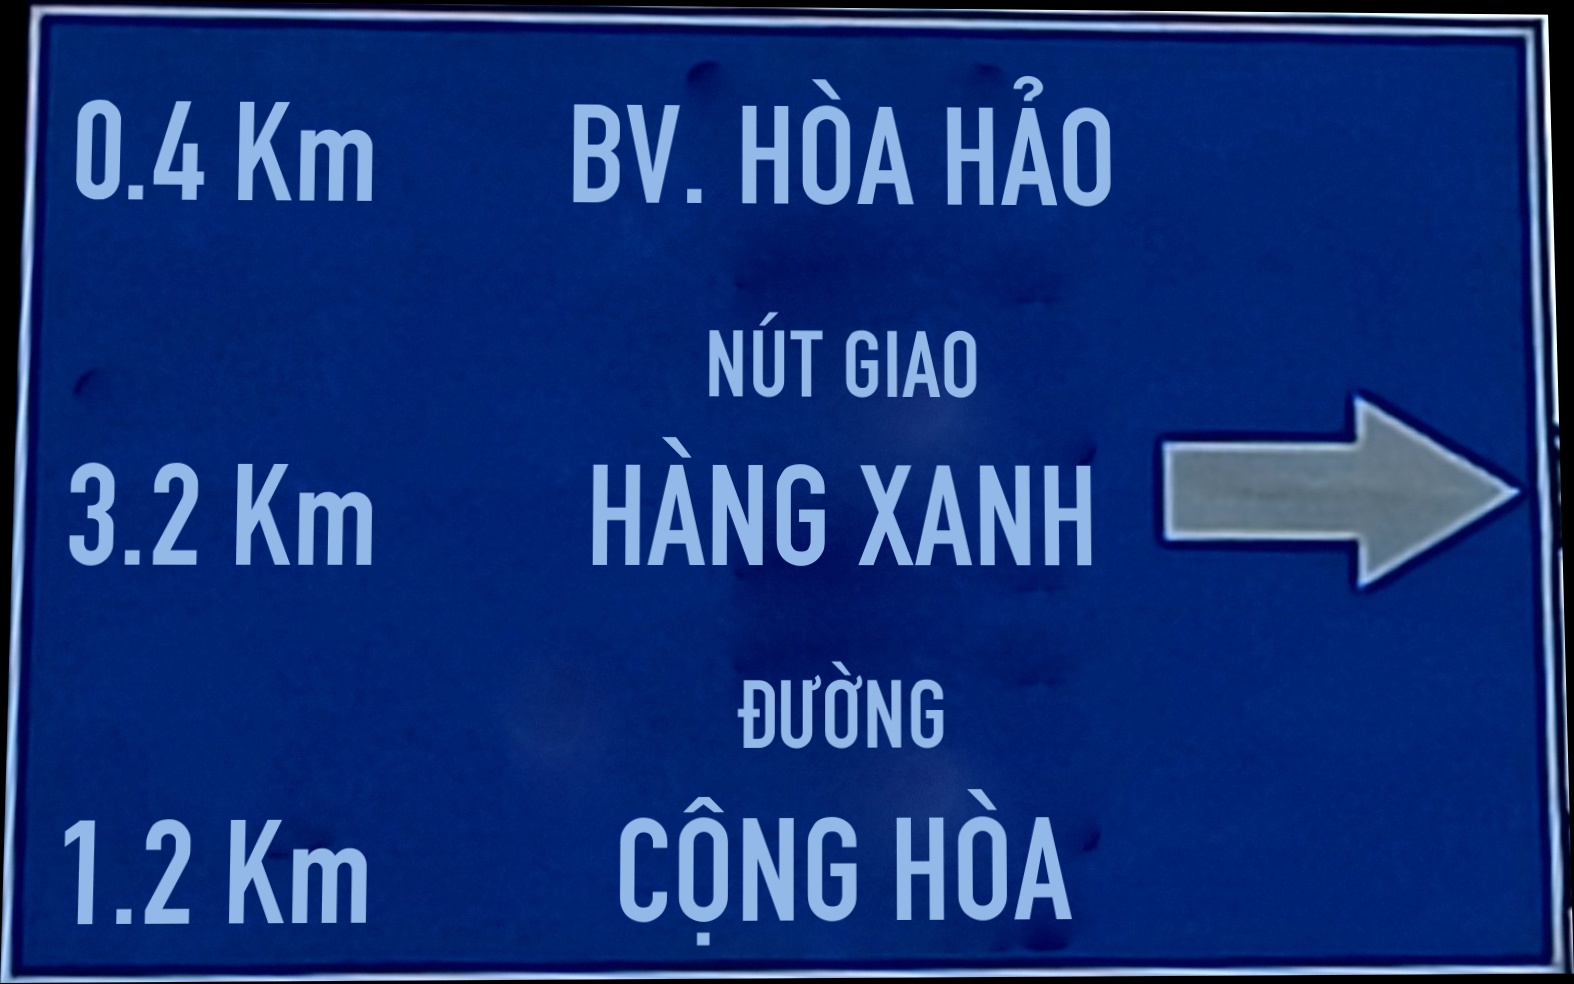 0.4 Km BV. HÒA HẢO
NÚT GIAO
3.2 Km HÀNG XANH
ĐƯỜNG
1.2 Km CỘNG HÒA